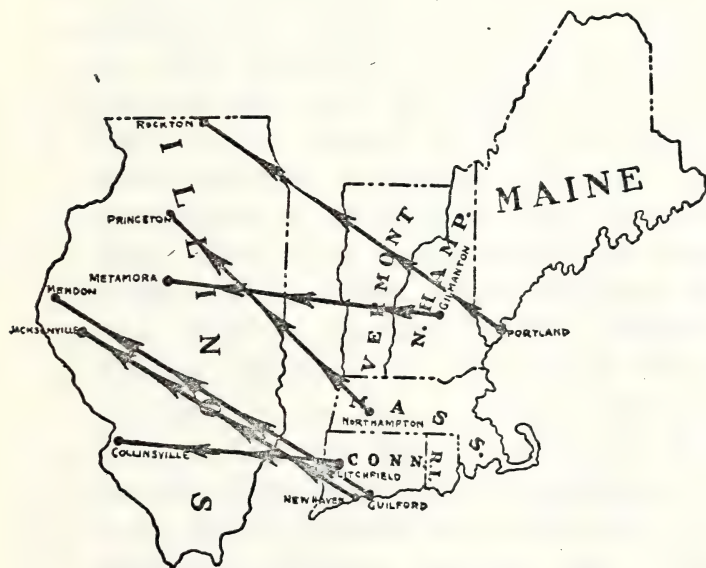 ROCKTON
ILLINOIS
PRINCETON
METAMORA
MENDON
JACKSONVILLE
COLLINSVILLE
MAINE
VERMONT
N. HAMP.
GILMANTON
PORTLAND
MASS.
NORTHAMPTON
CONN.
RI
LITCHFIELD
NEW HAVEN
GUILFORD